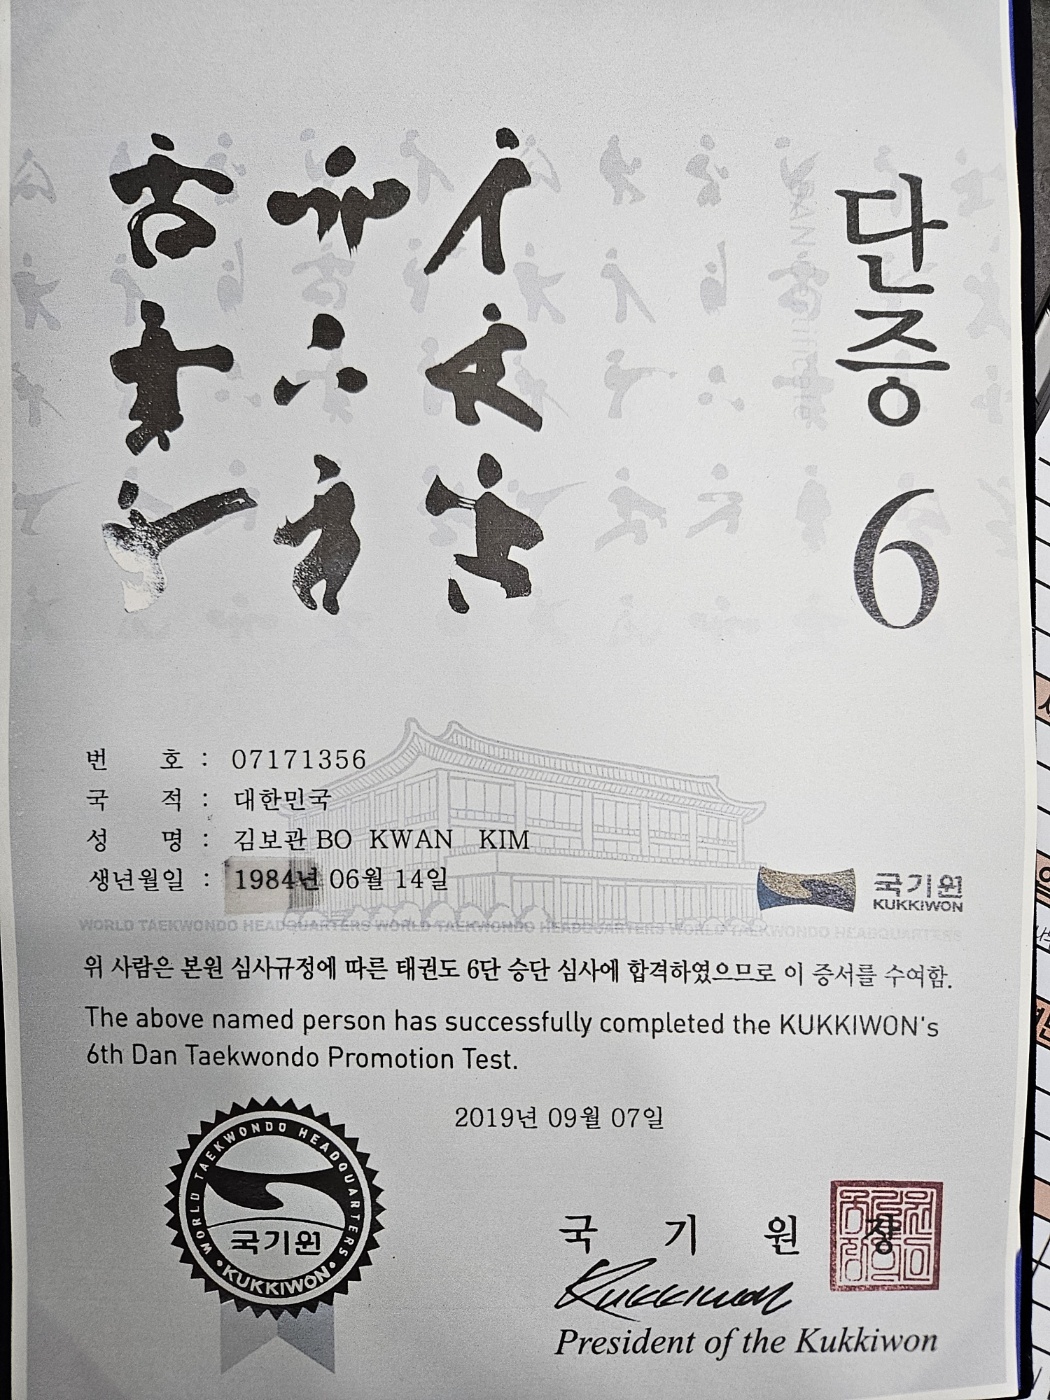 단증 6
번 호 : 07171356
국 적 : 대한민국
성 명 : 김보관 BO KWAN KIM
생년월일 : 1984년 06월 14일
국기원
KUKKIWON
WORLD TAEKWONDO HEADQUARTERS WORLD TAEKWONDO HEADQUARTERS WORLD TAEKWONDO HEADQUARTERS
위 사람은 본원 심사규정에 따른 태권도 6단 승단 심사에 합격하였으므로 이 증서를 수여함.
The above named person has successfully completed the KUKKIWON's
6th Dan Taekwondo Promotion Test.
2019년 09월 07일
WORLD TAEKWONDO HEADQUARTERS
국기원
KUKKIWON
국 기 원 장
Kukkiwon
President of the Kukkiwon